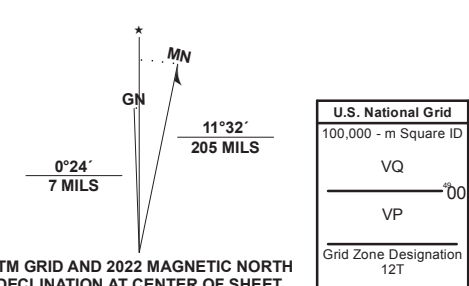 ★
MN
GN
11°32´
205 MILS
0°24´
7 MILS
TM GRID AND 2022 MAGNETIC NORTH
DECLINATION AT CENTER OF SHEET
U.S. National Grid
100,000 - m Square ID
VQ
4900
VP
Grid Zone Designation
12T